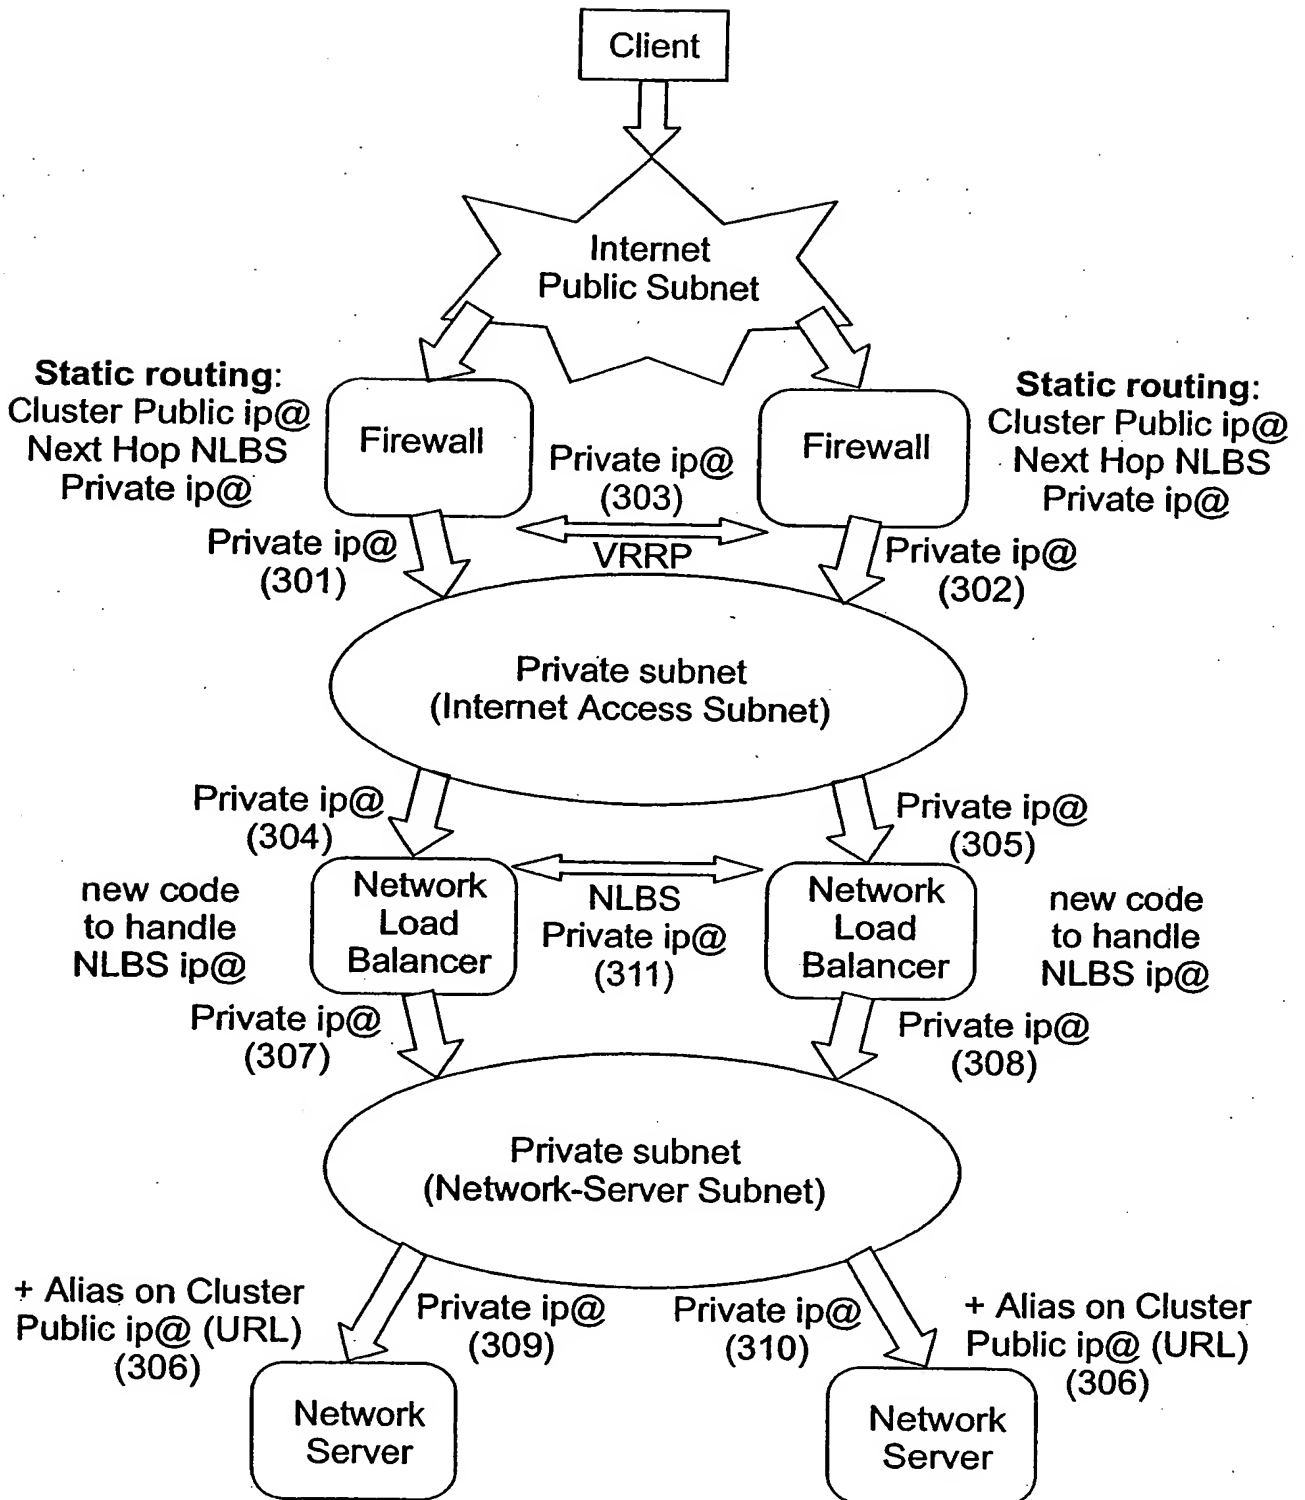 Client
Internet
Public Subnet
Static routing:
Cluster Public ip@
Next Hop NLBS
Private ip@
Firewall
Private ip@
(303)
VRRP
Firewall
Static routing:
Cluster Public ip@
Next Hop NLBS
Private ip@
Private ip@
(301)
Private ip@
(302)
Private subnet
(Internet Access Subnet)
Private ip@
(304)
Private ip@
(305)
new code
to handle
NLBS ip@
Network
Load
Balancer
NLBS
Private ip@
(311)
Network
Load
Balancer
new code
to handle
NLBS ip@
Private ip@
(307)
Private ip@
(308)
Private subnet
(Network-Server Subnet)
+ Alias on Cluster
Public ip@ (URL)
(306)
Private ip@
(309)
Private ip@
(310)
+ Alias on Cluster
Public ip@ (URL)
(306)
Network
Server
Network
Server